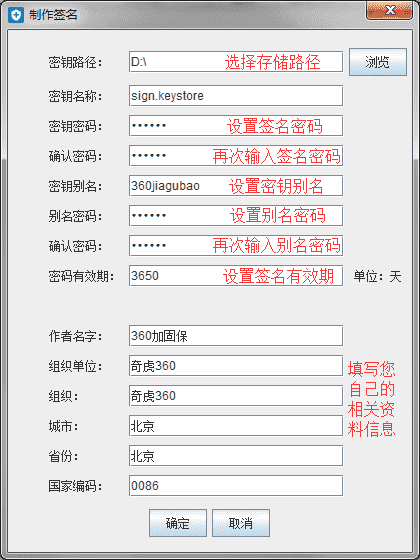 制作签名
密钥路径： D:\ 选择存储路径 浏览
密钥名称： sign.keystore
密钥密码： •••••• 设置签名密码
确认密码： •••••• 再次输入签名密码
密钥别名： 360jiagubao 设置密钥别名
别名密码： •••••• 设置别名密码
确认密码： •••••• 再次输入别名密码
密码有效期： 3650 设置签名有效期 单位：天
作者名字： 360加固保
组织单位： 奇虎360
组织： 奇虎360
城市： 北京
省份： 北京
国家编码： 0086
填写您
自己的
相关资
料信息
确定 取消